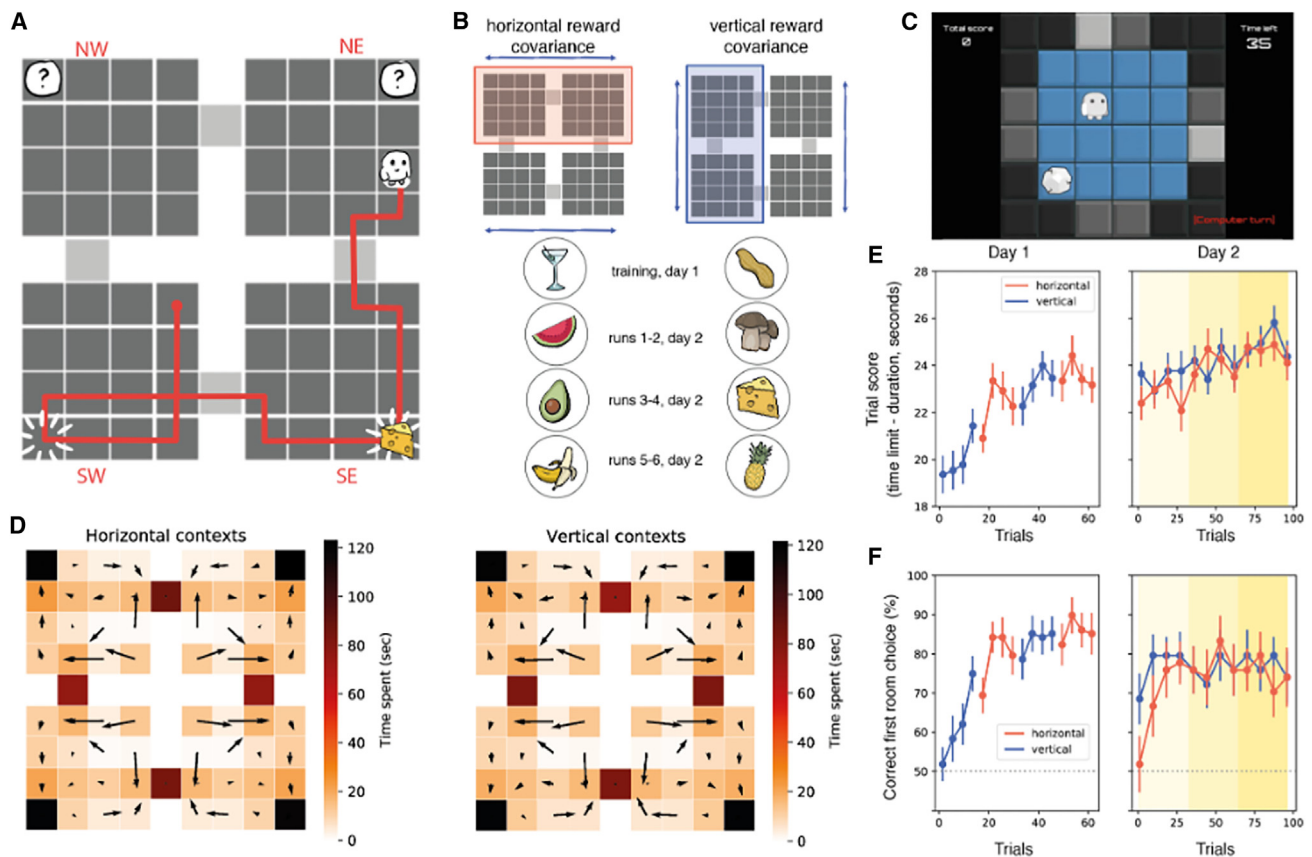 A
NW
NE
?
?
SW
SE
B
horizontal reward
covariance
vertical reward
covariance
training, day 1
runs 1-2, day 2
runs 3-4, day 2
runs 5-6, day 2
C
Total score
0
Time left
35
[Computer turn]
D
Horizontal contexts
120
100
80
60
40
20
0
Time spent (sec)
Vertical contexts
120
100
80
60
40
20
0
Time spent (sec)
E
Day 1
Day 2
Trial score
(time limit - duration, seconds)
28
26
24
22
20
18
horizontal
vertical
0
20
40
60
Trials
0
25
50
75
100
Trials
F
Correct first room choice (%)
100
90
80
70
60
50
horizontal
vertical
0
20
40
60
Trials
0
25
50
75
100
Trials